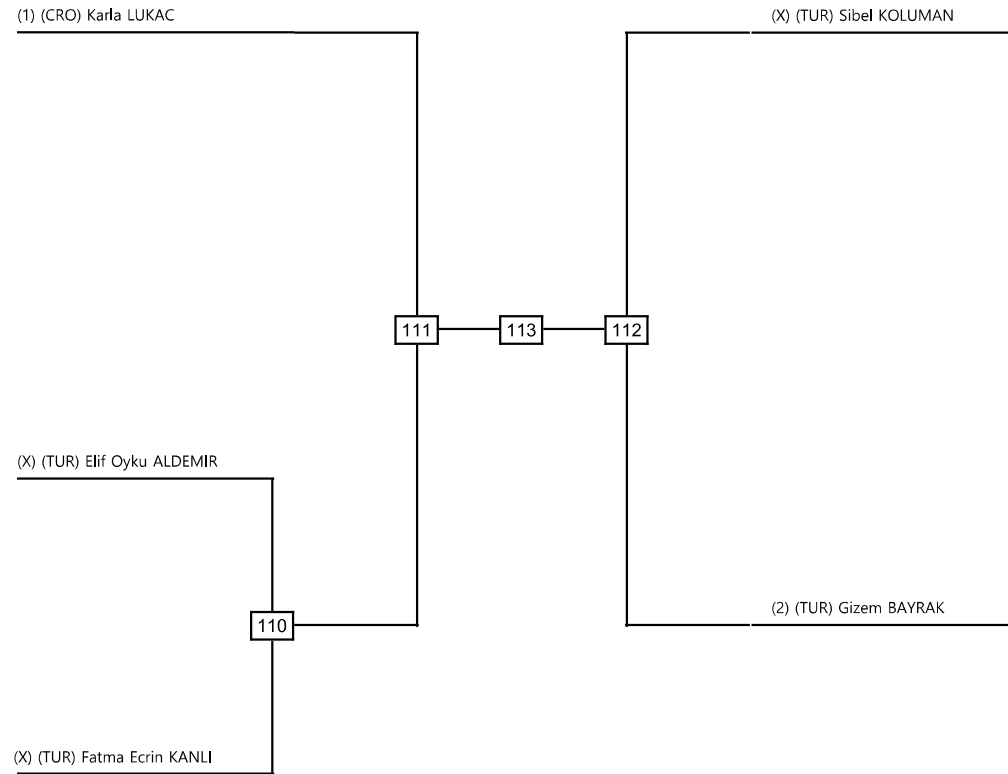 (1) (CRO) Karla LUKAC
(X) (TUR) Sibel KOLUMAN
111
113
112
(X) (TUR) Elif Oyku ALDEMIR
(2) (TUR) Gizem BAYRAK
110
(X) (TUR) Fatma Ecrin KANLI